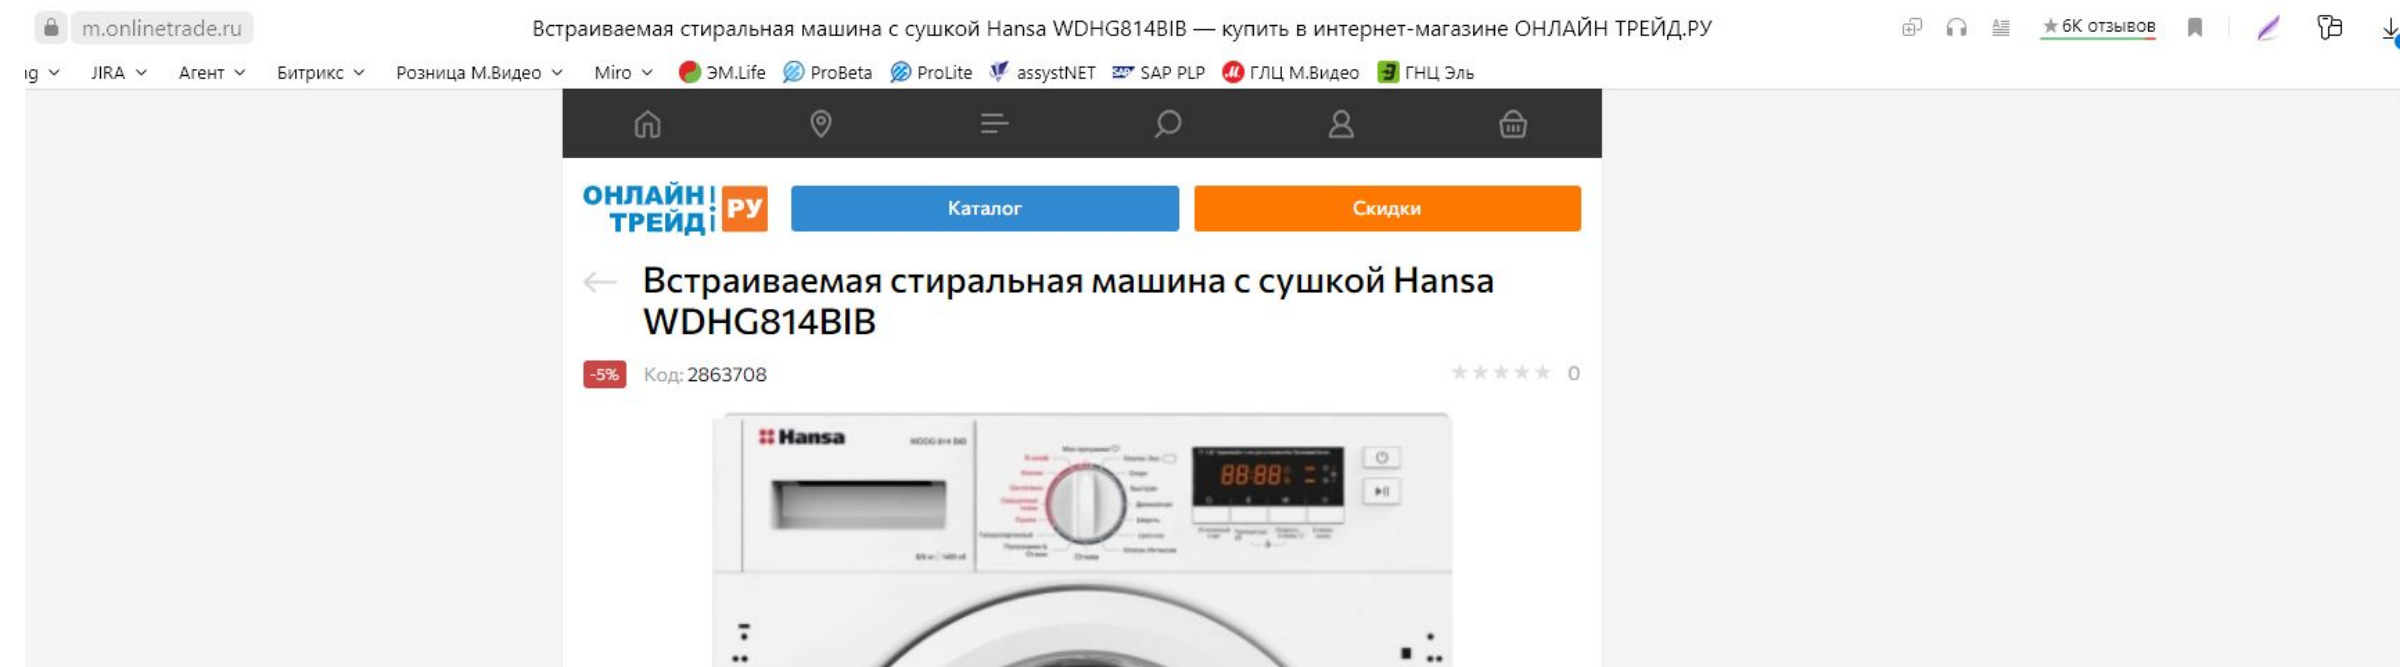 m.onlinetrade.ru
Встраиваемая стиральная машина с сушкой Hansa WDHG814BIB — купить в интернет-магазине ОНЛАЙН ТРЕЙД.РУ
★ 6K отзывов
JIRA Агент Битрикс Розница М.Видео Miro ЭМ.Life ProBeta ProLite assystNET SAP PLP ГЛЦ М.Видео ГНЦ Эль
ОНЛАЙН ТРЕЙД РУ
Каталог
Скидки
Встраиваемая стиральная машина с сушкой Hansa
WDHG814BIB
-5%
Код: 2863708
0
Hansa
88:88